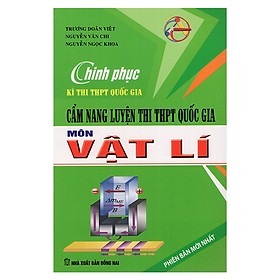 TRƯƠNG DOÃN VIỆT
NGUYỄN VĂN CHI
NGUYỄN NGỌC KHOA
Chinh phục
KÌ THI THPT QUỐC GIA
CẨM NANG LUYỆN THI THPT QUỐC GIA
MÔN
VẬT LÍ
PHIÊN BẢN MỚI NHẤT
NHÀ XUẤT BẢN ĐỒNG NAI